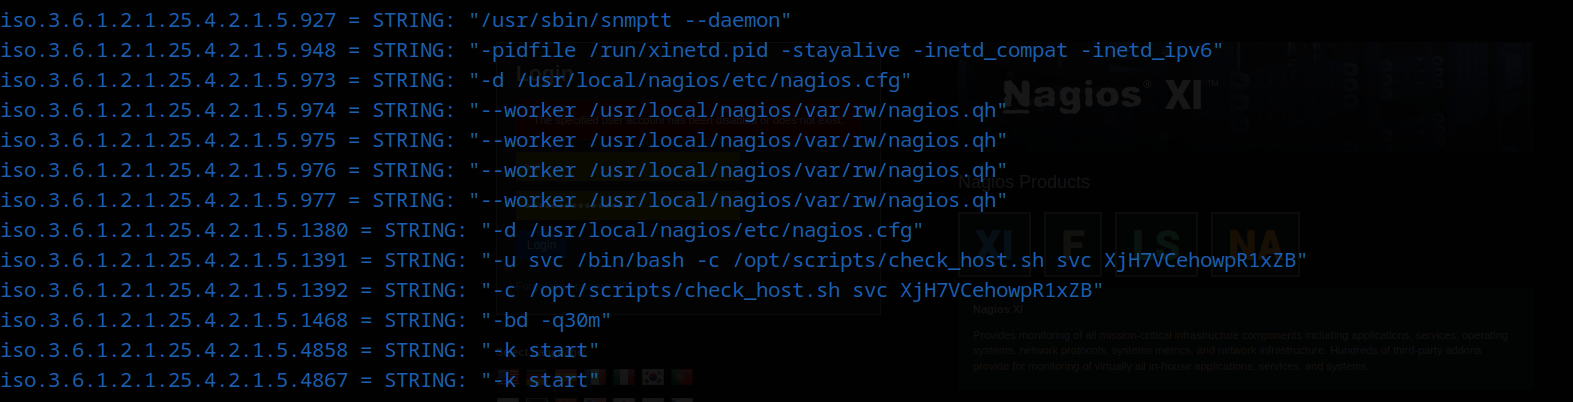 iso.3.6.1.2.1.25.4.2.1.5.927 = STRING: "/usr/sbin/snmptt --daemon"
iso.3.6.1.2.1.25.4.2.1.5.948 = STRING: "-pidfile /run/xinetd.pid -stayalive -inetd_compat -inetd_ipv6"
iso.3.6.1.2.1.25.4.2.1.5.973 = STRING: "-d /usr/local/nagios/etc/nagios.cfg"
iso.3.6.1.2.1.25.4.2.1.5.974 = STRING: "--worker /usr/local/nagios/var/rw/nagios.qh"
iso.3.6.1.2.1.25.4.2.1.5.975 = STRING: "--worker /usr/local/nagios/var/rw/nagios.qh"
iso.3.6.1.2.1.25.4.2.1.5.976 = STRING: "--worker /usr/local/nagios/var/rw/nagios.qh"
iso.3.6.1.2.1.25.4.2.1.5.977 = STRING: "--worker /usr/local/nagios/var/rw/nagios.qh"
iso.3.6.1.2.1.25.4.2.1.5.1380 = STRING: "-d /usr/local/nagios/etc/nagios.cfg"
iso.3.6.1.2.1.25.4.2.1.5.1391 = STRING: "-u svc /bin/bash -c /opt/scripts/check_host.sh svc XjH7VCehowpR1xZB"
iso.3.6.1.2.1.25.4.2.1.5.1392 = STRING: "-c /opt/scripts/check_host.sh svc XjH7VCehowpR1xZB"
iso.3.6.1.2.1.25.4.2.1.5.1468 = STRING: "-bd -q30m"
iso.3.6.1.2.1.25.4.2.1.5.4858 = STRING: "-k start"
iso.3.6.1.2.1.25.4.2.1.5.4867 = STRING: "-k start"
Login
Login
Nagios® XI™
Nagios Products
XI F LS NA
Nagios XI
Provides monitoring of all mission-critical infrastructure components including applications, services, operating
systems, network protocols, systems metrics, and network infrastructure. Hundreds of third-party addons
provide for monitoring of virtually all in-house applications, services, and systems.